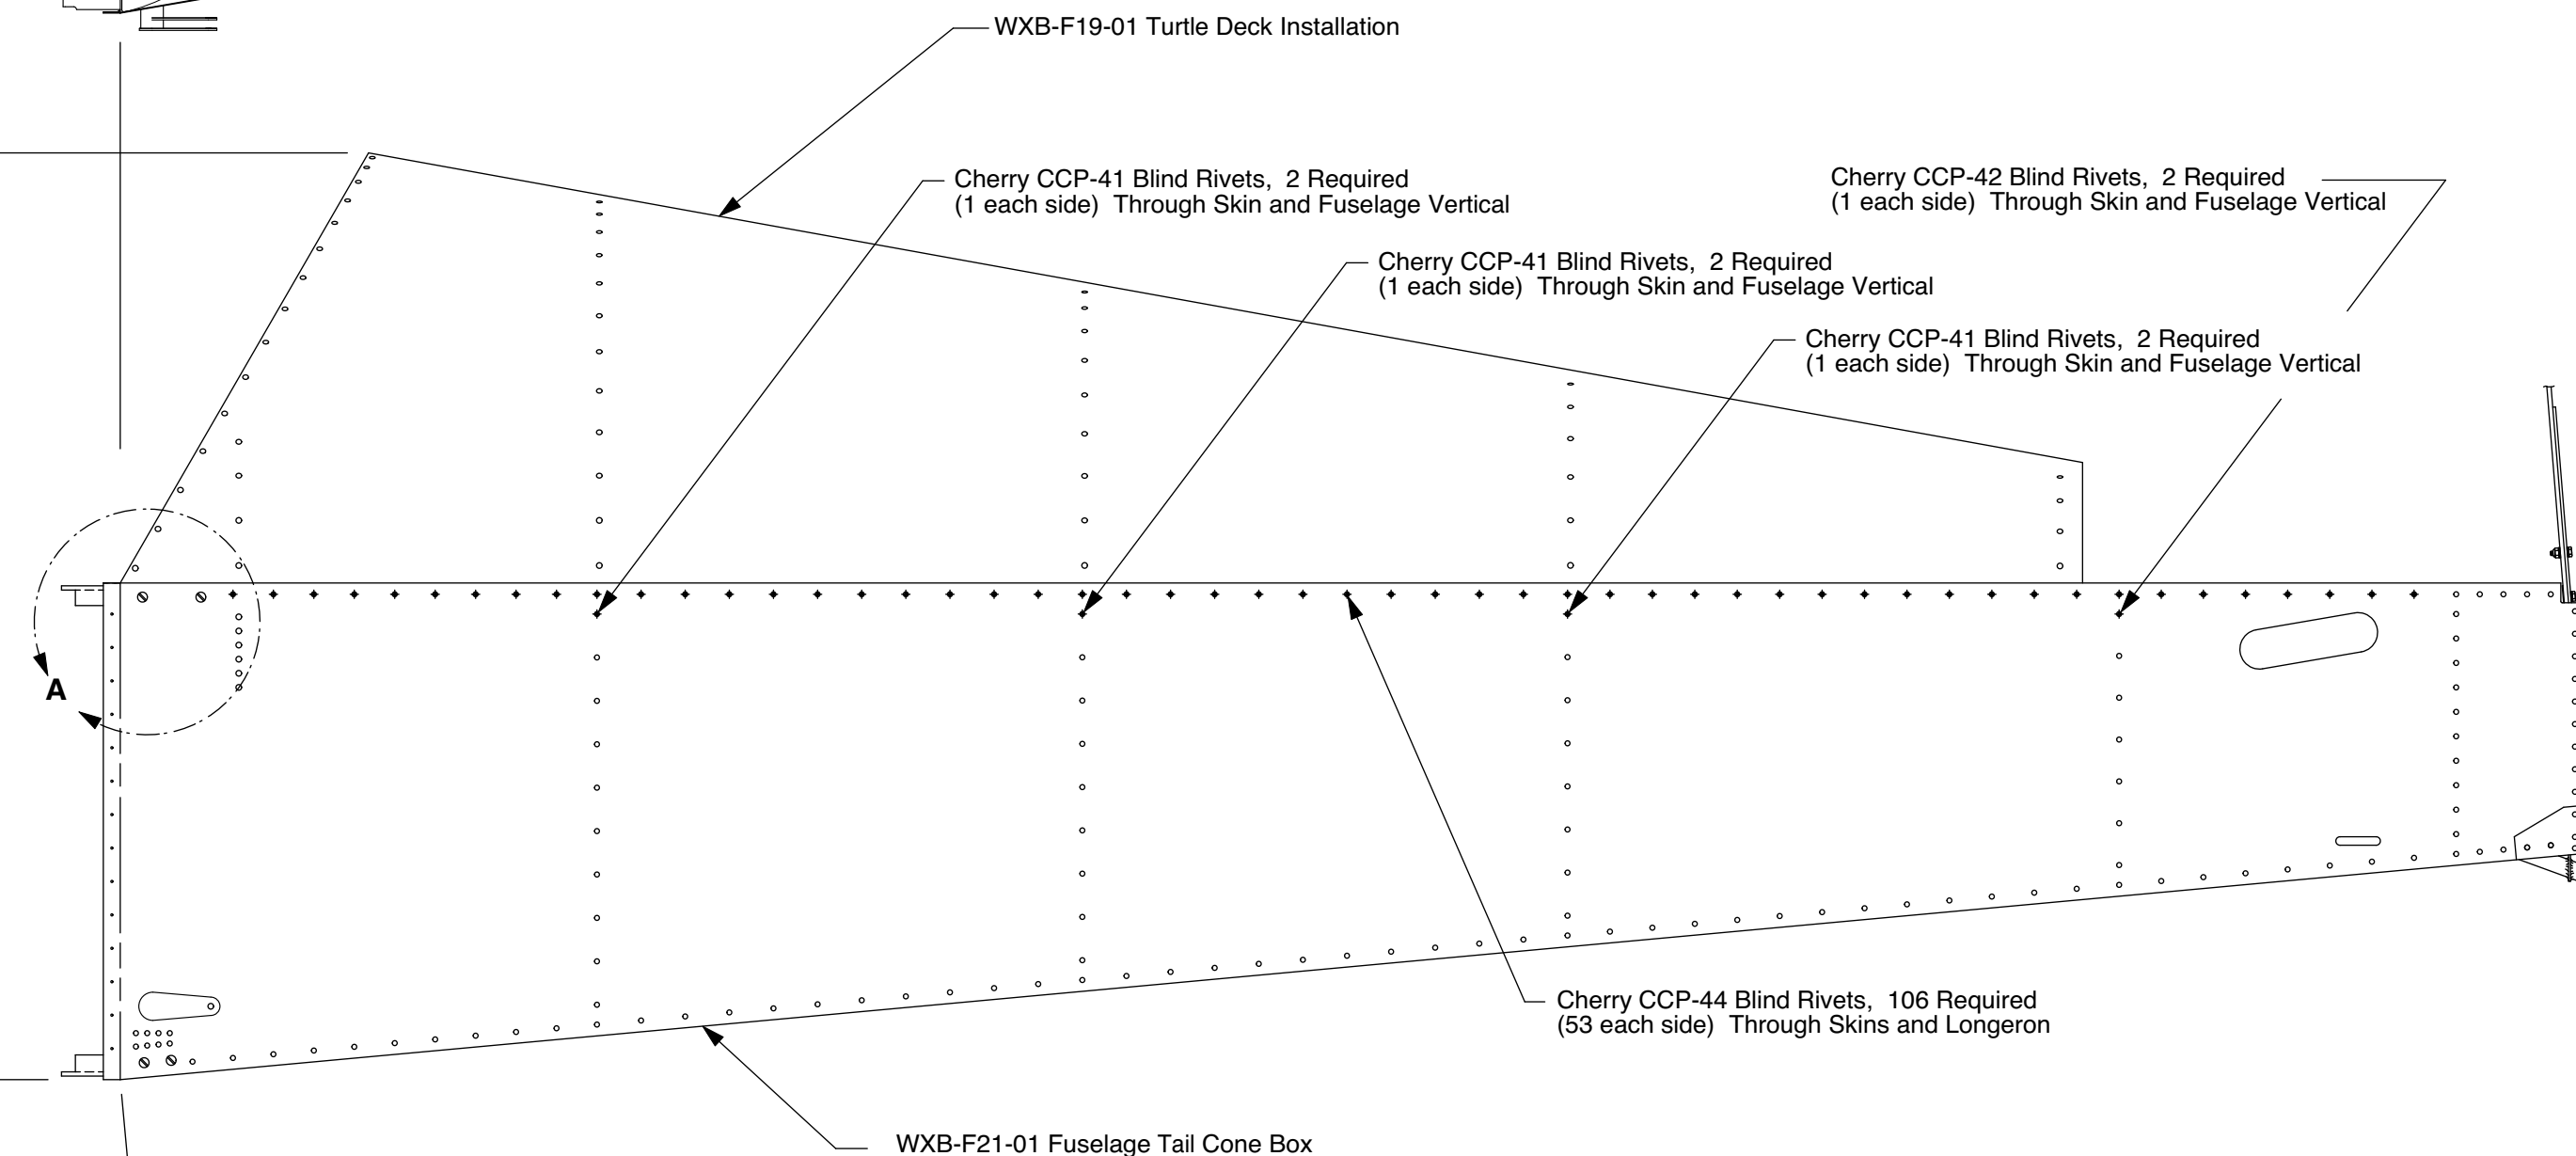 WXB-F19-01 Turtle Deck Installation
Cherry CCP-41 Blind Rivets, 2 Required
(1 each side) Through Skin and Fuselage Vertical
Cherry CCP-42 Blind Rivets, 2 Required
(1 each side) Through Skin and Fuselage Vertical
Cherry CCP-41 Blind Rivets, 2 Required
(1 each side) Through Skin and Fuselage Vertical
Cherry CCP-41 Blind Rivets, 2 Required
(1 each side) Through Skin and Fuselage Vertical
A
Cherry CCP-44 Blind Rivets, 106 Required
(53 each side) Through Skins and Longeron
WXB-F21-01 Fuselage Tail Cone Box